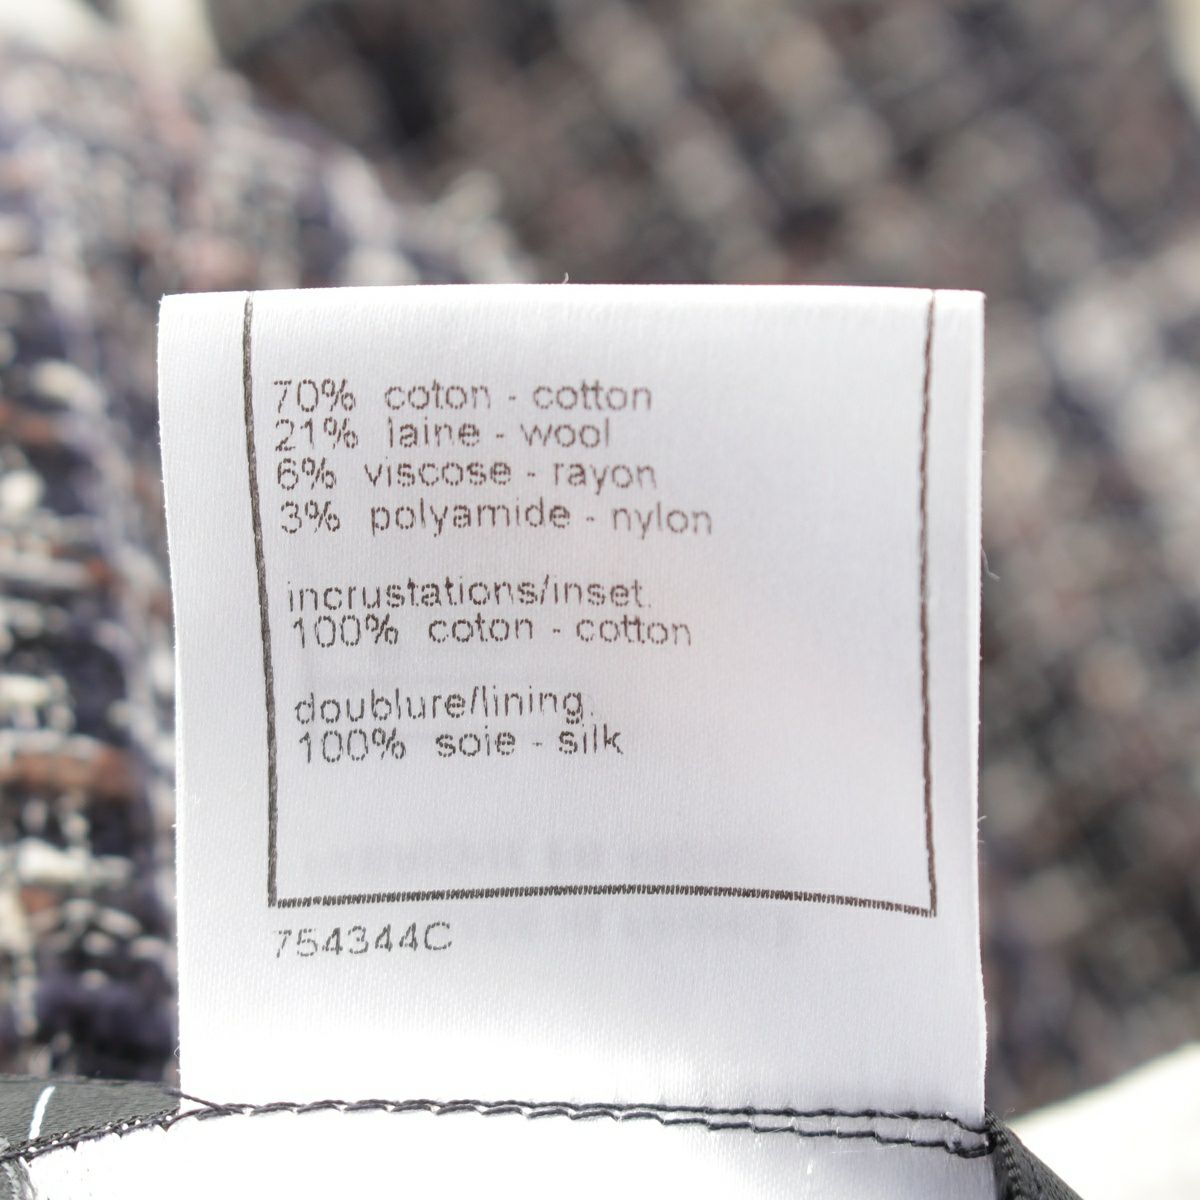 70% coton - cotton
21% laine - wool
6% viscose - rayon
3% polyamide - nylon
incrustations/inset.
100% coton - cotton
doublure/lining.
100% soie - silk
754344C